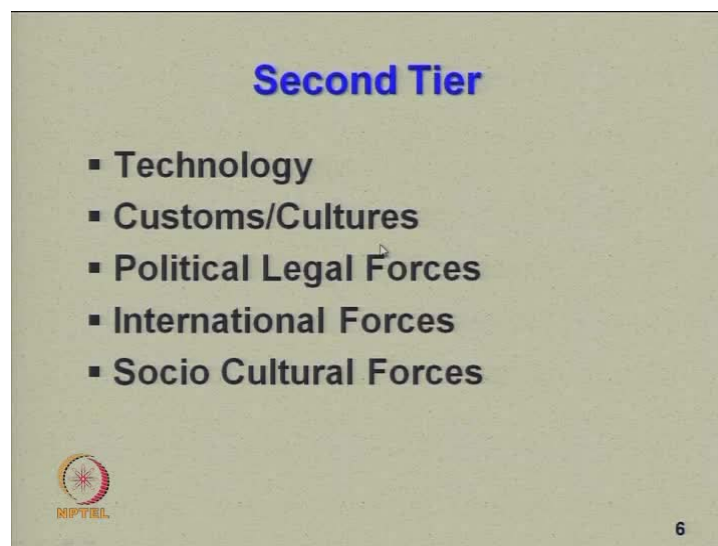 Second Tier
▪ Technology
▪ Customs/Cultures
▪ Political Legal Forces
▪ International Forces
▪ Socio Cultural Forces
NPTEL
6